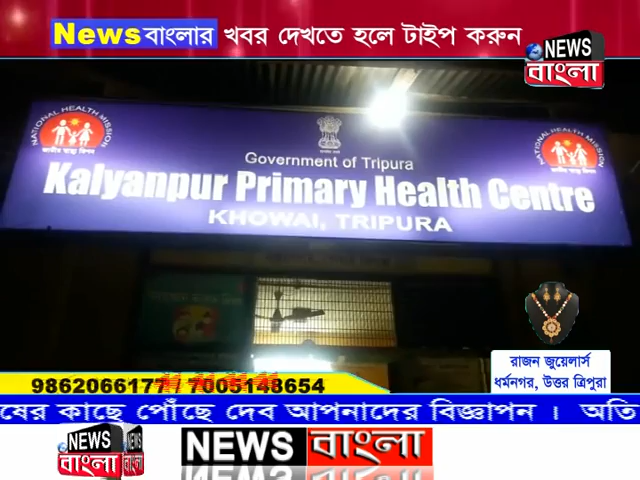 News বাংলার খবর দেখতে হলে টাইপ করুন
NEWS
বাংলা
NATIONAL HEALTH MISSION
NATIONAL HEALTH MISSION
Government of Tripura
Kalyanpur Primary Health Centre
KHOWAI, TRIPURA
রাজন জুয়েলার্স
ধর্মনগর, উত্তর ত্রিপুরা
9862066177 / 7005148654
ষের কাছে পৌঁছে দেব আপনাদের বিজ্ঞাপন । অতি
NEWS
বাংলা
NEWS বাংলা